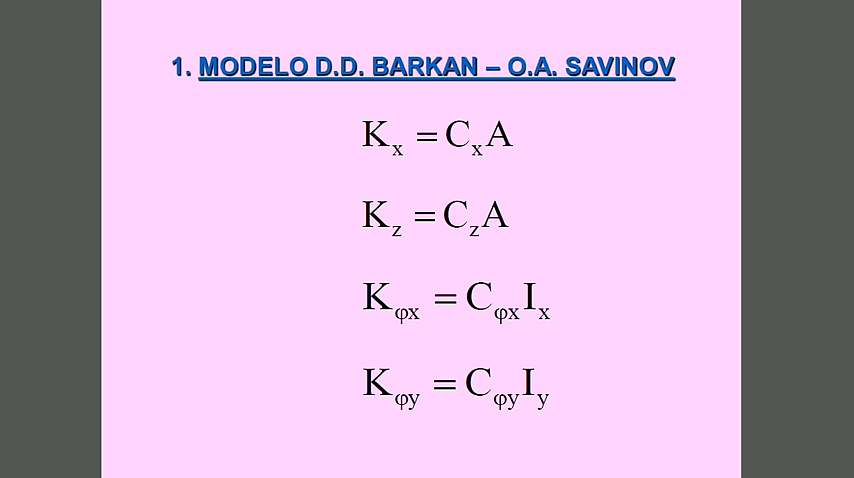 1. MODELO D.D. BARKAN – O.A. SAVINOV
Kx = CxA
Kz = CzA
Kφx = CφxIx
Kφy = CφyIy